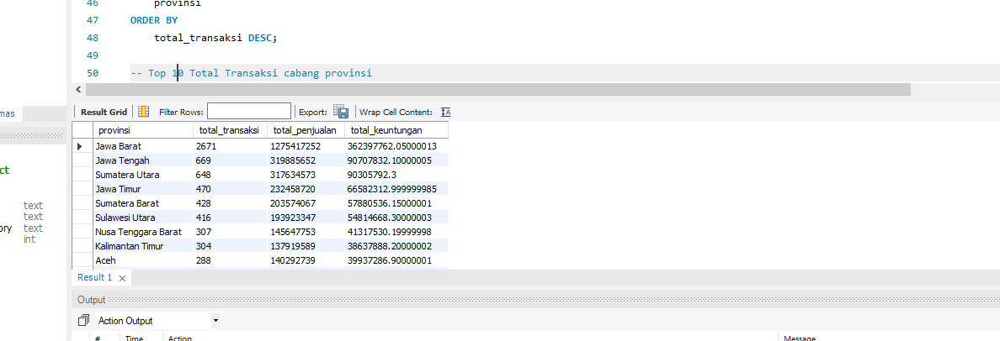 46 provinsi
47 ORDER BY
48 total_transaksi DESC;
49
50 -- Top 10 Total Transaksi cabang provinsi
mas
Result Grid Filter Rows: Export: Wrap Cell Content:
provinsi total_transaksi total_penjualan total_keuntungan
Jawa Barat 2671 1275417252 362397762.05000013
Jawa Tengah 669 319885652 90707832.10000005
ct
Sumatera Utara 648 317634573 90305792.3
Jawa Timur 470 232458720 66582312.999999985
text
Sumatera Barat 428 203574067 57880536.15000001
text
Sulawesi Utara 416 193923347 54814668.30000003
ory text
Nusa Tenggara Barat 307 145647753 41317530.19999998
int
Kalimantan Timur 304 137919589 38637888.20000002
Aceh 288 140292739 39937286.90000001
Result 1
Output
Action Output
# Time Action Message